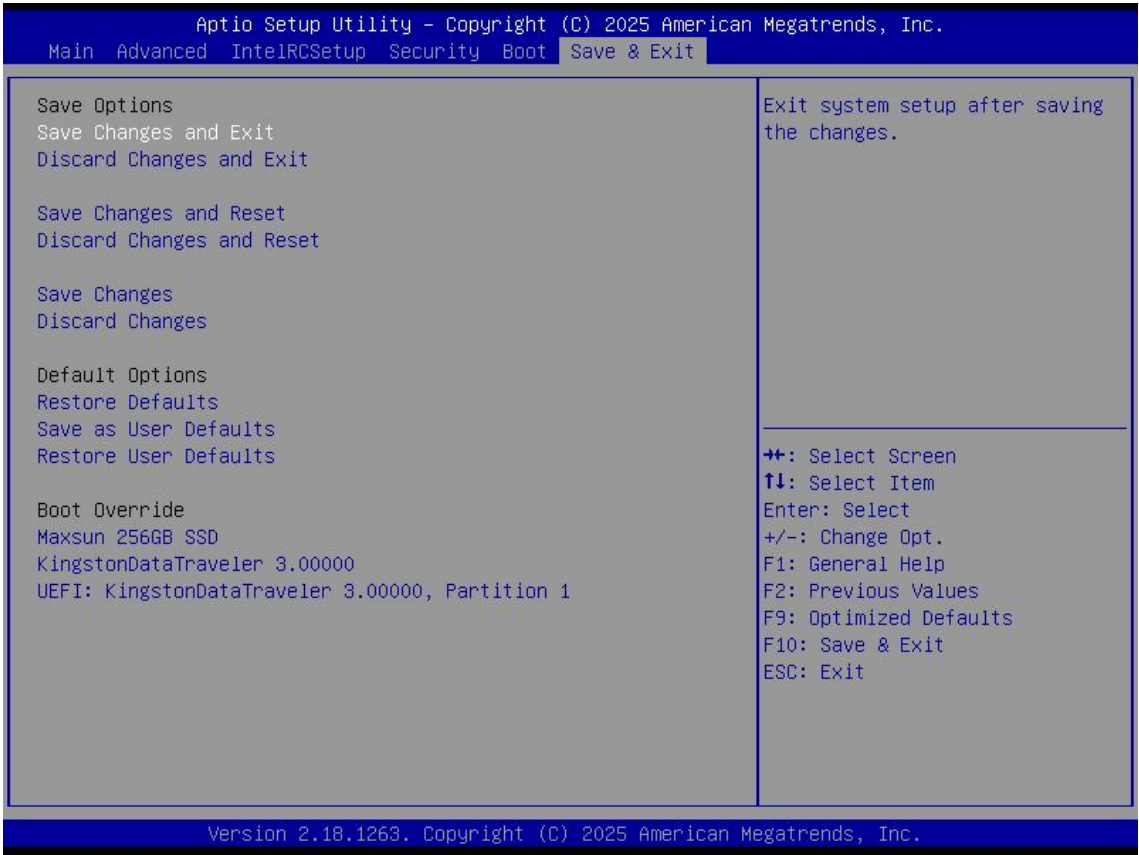 Aptio Setup Utility – Copyright (C) 2025 American Megatrends, Inc.
Main Advanced IntelRCSetup Security Boot Save & Exit
Save Options
Save Changes and Exit
Discard Changes and Exit
Save Changes and Reset
Discard Changes and Reset
Save Changes
Discard Changes
Default Options
Restore Defaults
Save as User Defaults
Restore User Defaults
Boot Override
Maxsun 256GB SSD
KingstonDataTraveler 3.00000
UEFI: KingstonDataTraveler 3.00000, Partition 1
Exit system setup after saving
the changes.
→←: Select Screen
↑↓: Select Item
Enter: Select
+/-: Change Opt.
F1: General Help
F2: Previous Values
F9: Optimized Defaults
F10: Save & Exit
ESC: Exit
Version 2.18.1263. Copyright (C) 2025 American Megatrends, Inc.